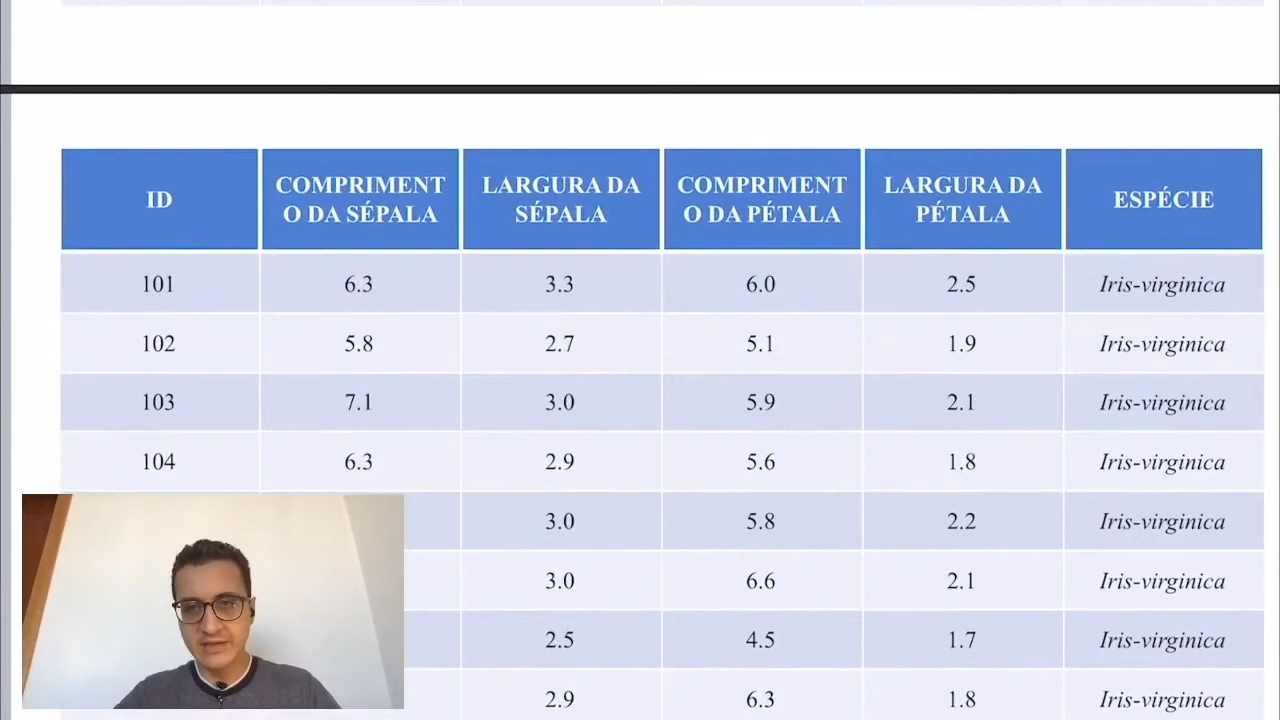 ID
COMPRIMENT
O DA SÉPALA
LARGURA DA
SÉPALA
COMPRIMENT
O DA PÉTALA
LARGURA DA
PÉTALA
ESPÉCIE
101 6.3 3.3 6.0 2.5 Iris-virginica
102 5.8 2.7 5.1 1.9 Iris-virginica
103 7.1 3.0 5.9 2.1 Iris-virginica
104 6.3 2.9 5.6 1.8 Iris-virginica
3.0 5.8 2.2 Iris-virginica
3.0 6.6 2.1 Iris-virginica
2.5 4.5 1.7 Iris-virginica
2.9 6.3 1.8 Iris-virginica